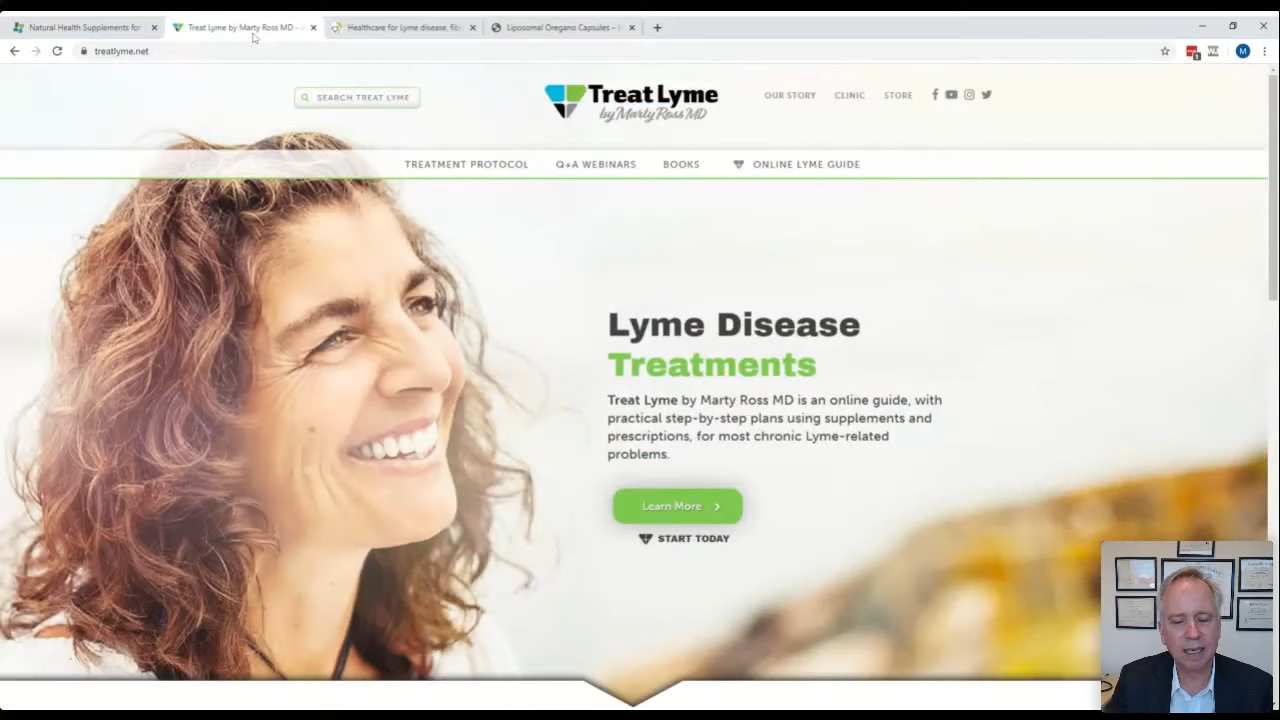 Natural Health Supplements for
Treat Lyme by Marty Ross MD -
Healthcare for Lyme disease, fib
Liposomal Oregano Capsules –
treatlyme.net
M
SEARCH TREAT LYME
Treat Lyme
by Marty Ross MD
OUR STORY
CLINIC
STORE
TREATMENT PROTOCOL
Q+A WEBINARS
BOOKS
ONLINE LYME GUIDE
Lyme Disease
Treatments
Treat Lyme by Marty Ross MD is an online guide, with
practical step-by-step plans using supplements and
prescriptions, for most chronic Lyme-related
problems.
Learn More
START TODAY